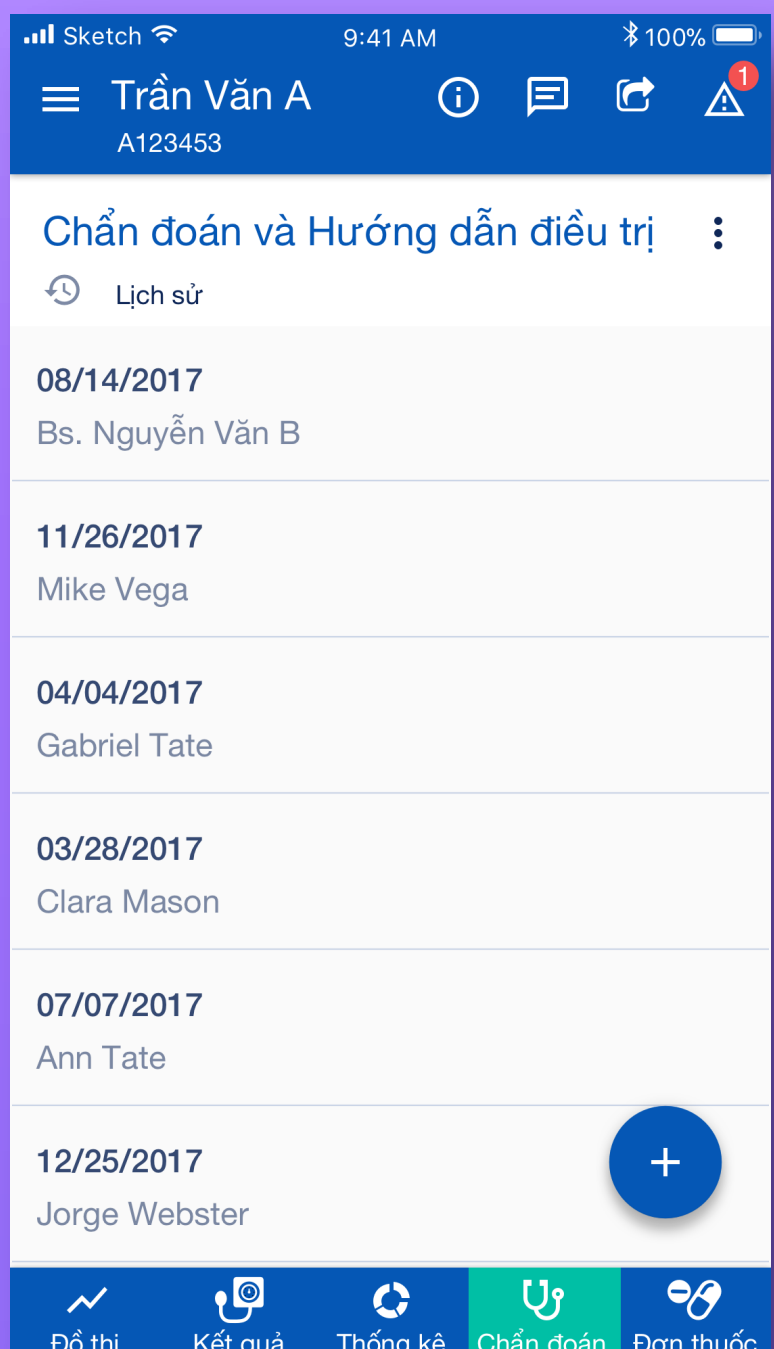 Sketch 9:41 AM 100%
Trần Văn A 1
A123453
Chẩn đoán và Hướng dẫn điều trị
Lịch sử
08/14/2017
Bs. Nguyễn Văn B
11/26/2017
Mike Vega
04/04/2017
Gabriel Tate
03/28/2017
Clara Mason
07/07/2017
Ann Tate
12/25/2017
Jorge Webster
Đồ thị Kết quả Thống kê Chẩn đoán Đơn thuốc